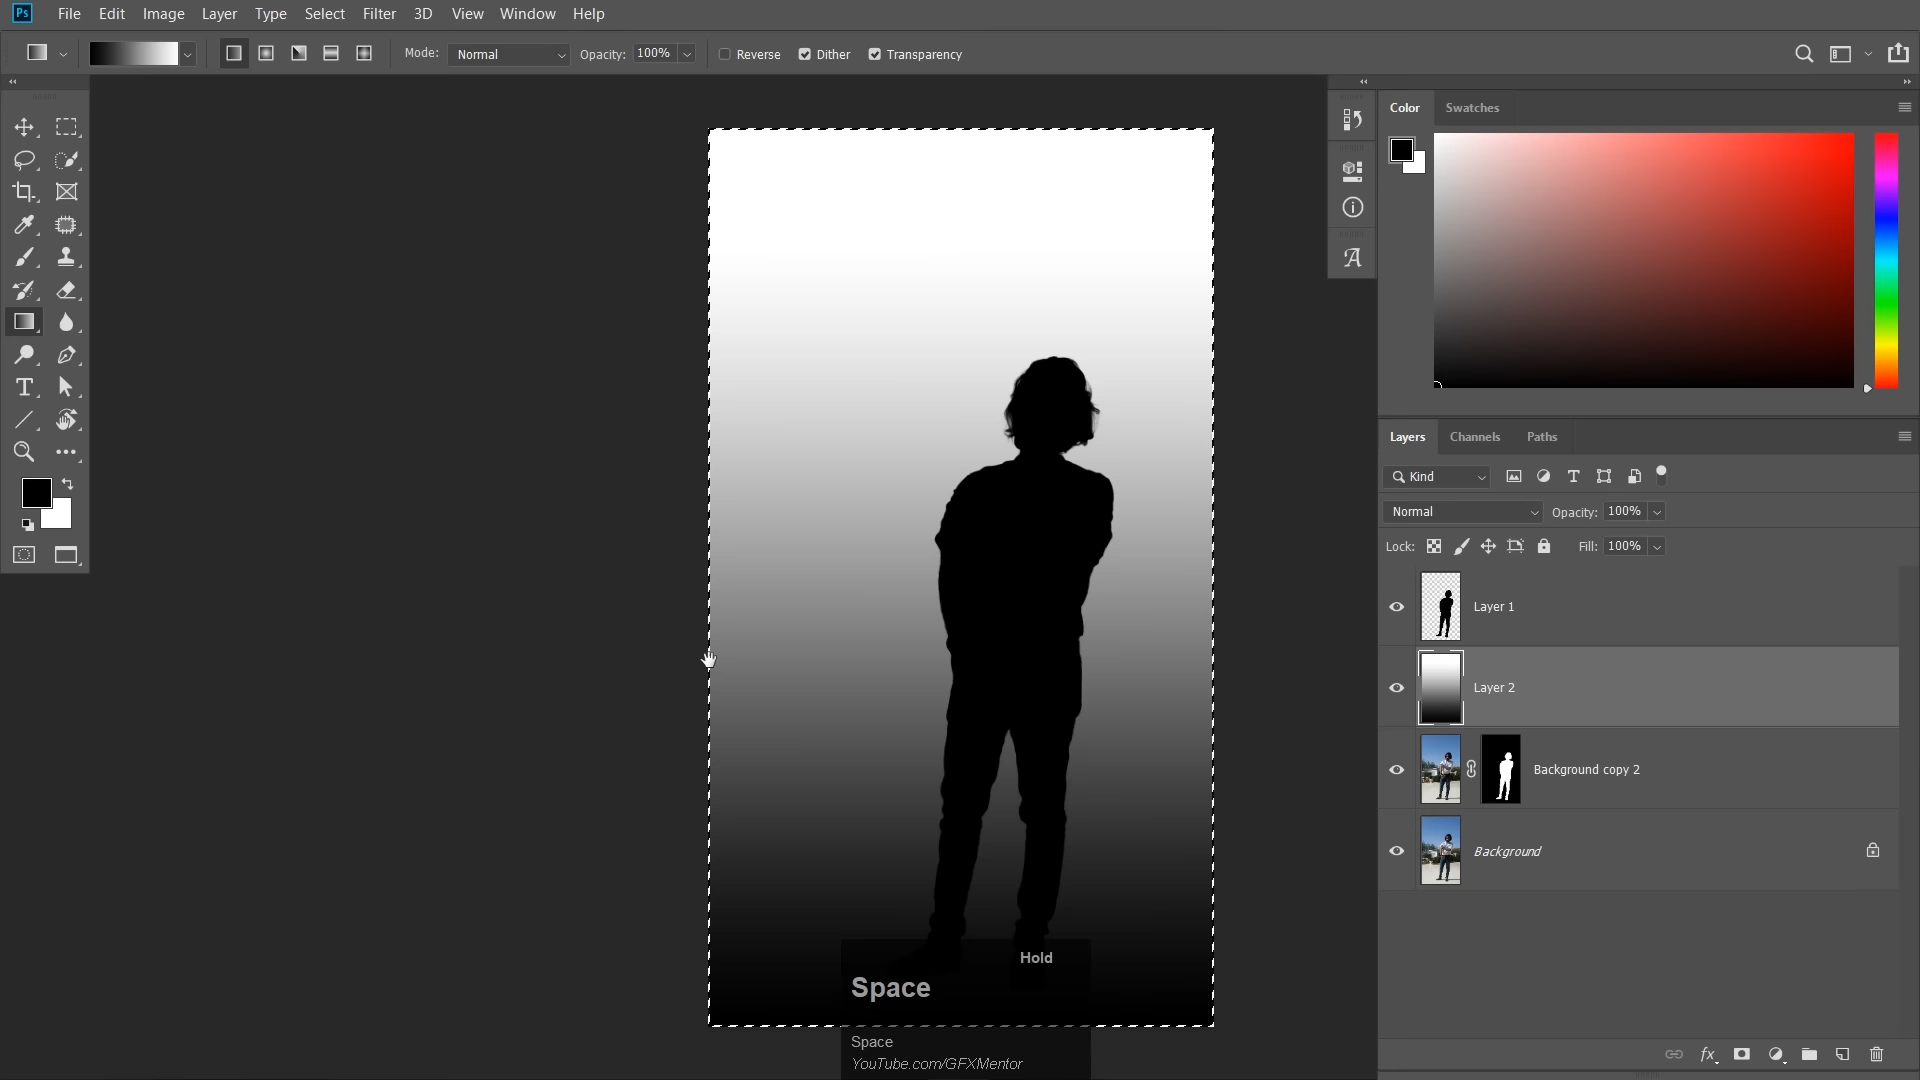 Ps File Edit Image Layer Type Select Filter 3D View Window Help
Mode: Normal Opacity: 100% Reverse Dither Transparency
Color Swatches
Layers Channels Paths
Kind
Normal Opacity: 100%
Lock: Fill: 100%
Layer 1
Layer 2
Background copy 2
Background
Hold
Space
Space
YouTube.com/GFXMentor